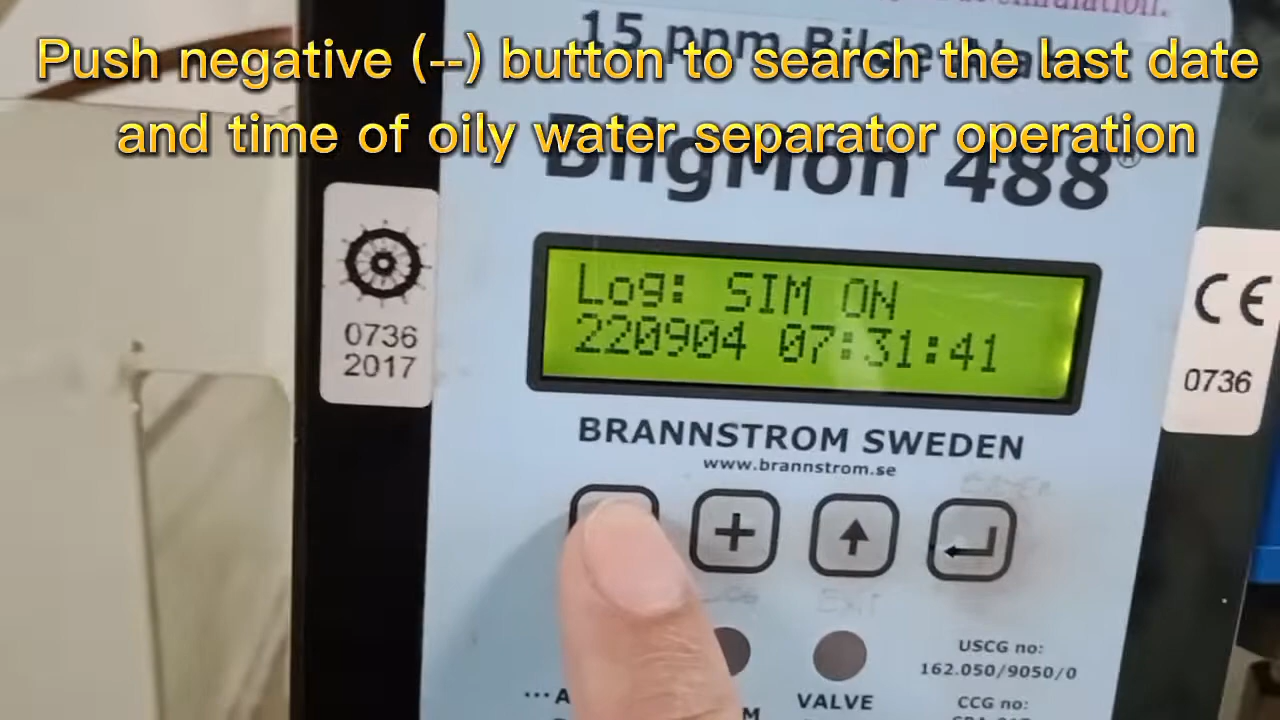 Push negative (--) button to search the last date
and time of oily water separator operation
15 ppm
BilgMon 488®
Log: SIM ON
220904 07:31:41
BRANNSTROM SWEDEN
www.brannstrom.se
0736
2017
CE
0736
EXIT
USCG no:
162.050/9050/0
VALVE
CCG no: